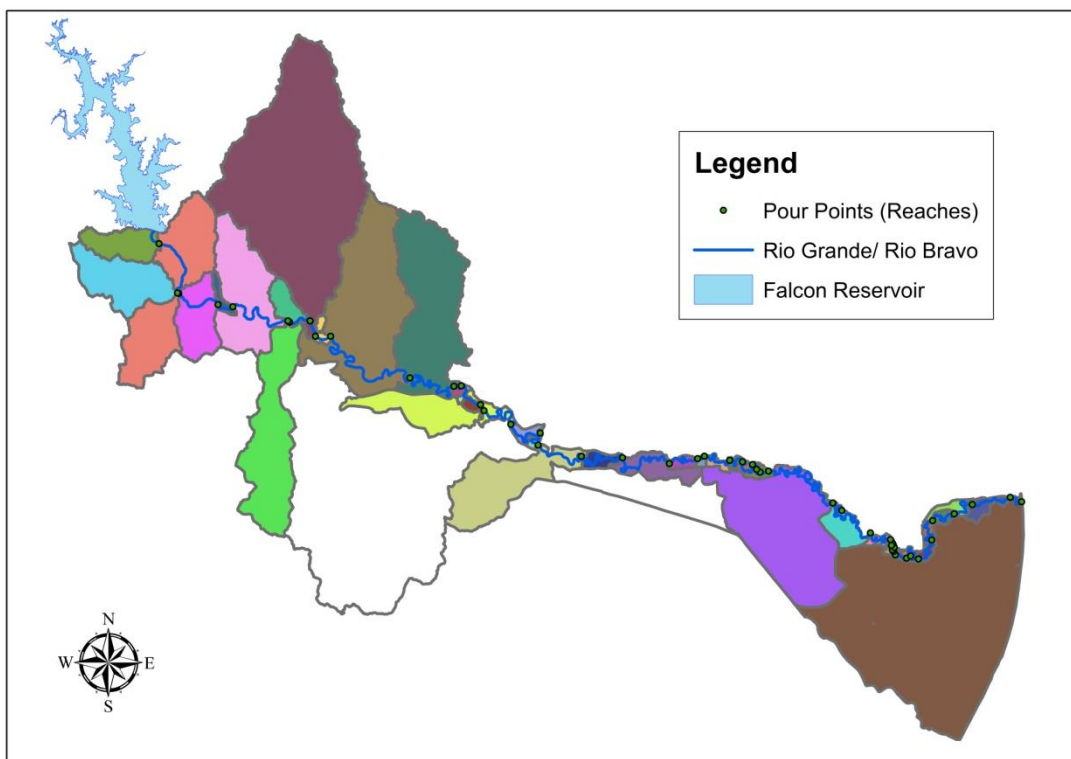 Legend
Pour Points (Reaches)
Rio Grande/ Rio Bravo
Falcon Reservoir
N
W E
S